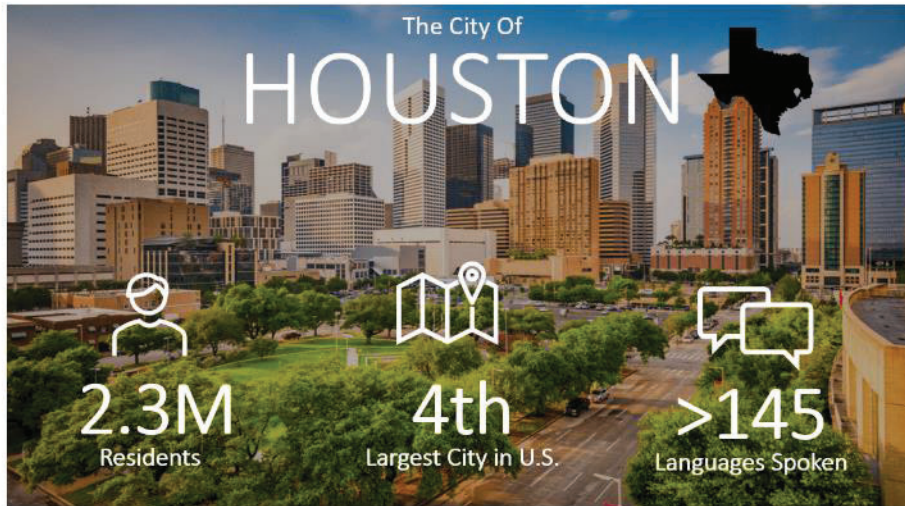 The City Of
HOUSTON
2.3M
Residents
4th
Largest City in U.S.
>145
Languages Spoken